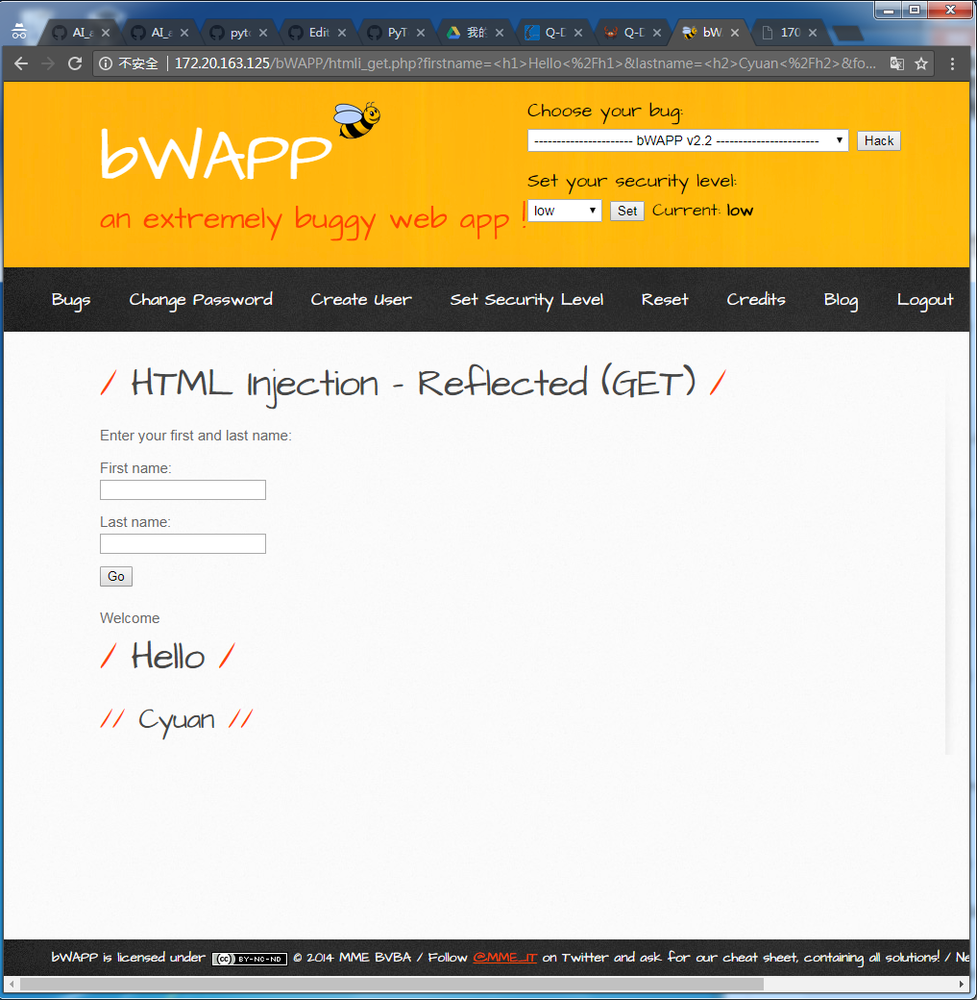 AI_a
AI_a
pyto
Edit
PyT
我的
Q-D
Q-D
bW
170
不安全 172.20.163.125/bWAPP/htmli_get.php?firstname=<h1>Hello<%2Fh1>&lastname=<h2>Cyuan<%2Fh2>&fo...
bWAPP
an extremely buggy web app !
Choose your bug:
---------------------- bWAPP v2.2 ----------------------- Hack
Set your security level:
low Set Current: low
Bugs Change Password Create User Set Security Level Reset Credits Blog Logout
/ HTML Injection - Reflected (GET) /
Enter your first and last name:
First name:
Last name:
Go
Welcome
/ Hello /
// Cyuan //
bWAPP is licensed under (cc) BY-NC-ND © 2014 MME BVBA / Follow @MME_IT on Twitter and ask for our cheat sheet, containing all solutions! / Ne